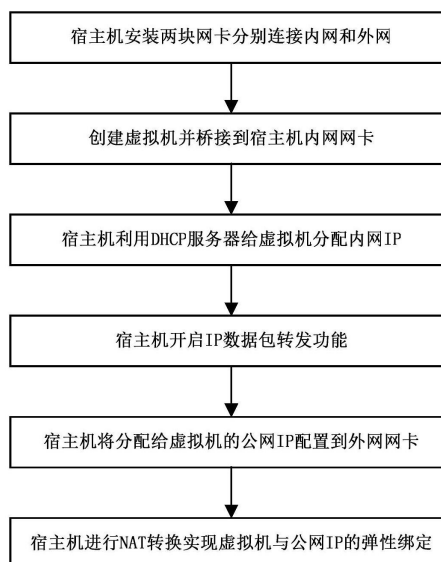 宿主机安装两块网卡分别连接内网和外网
创建虚拟机并桥接到宿主机内网网卡
宿主机利用DHCP服务器给虚拟机分配内网IP
宿主机开启IP数据包转发功能
宿主机将分配给虚拟机的公网IP配置到外网网卡
宿主机进行NAT转换实现虚拟机与公网IP的弹性绑定